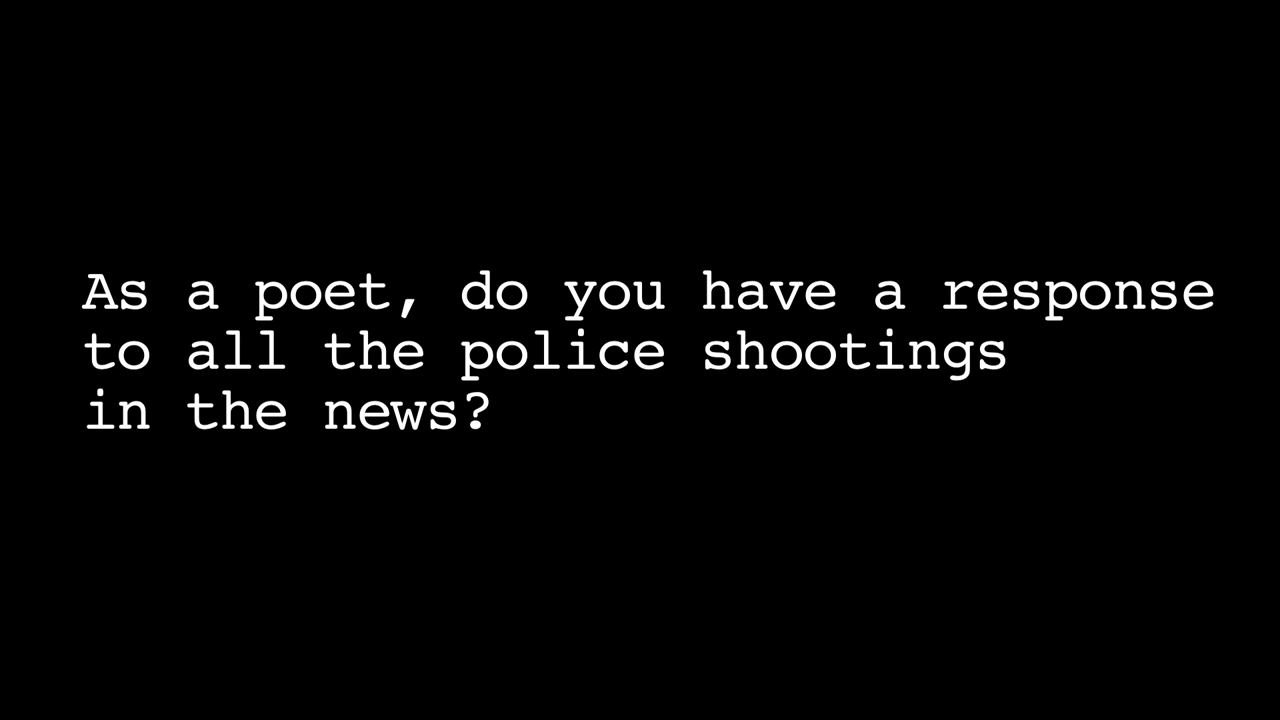 As a poet, do you have a response
to all the police shootings
in the news?